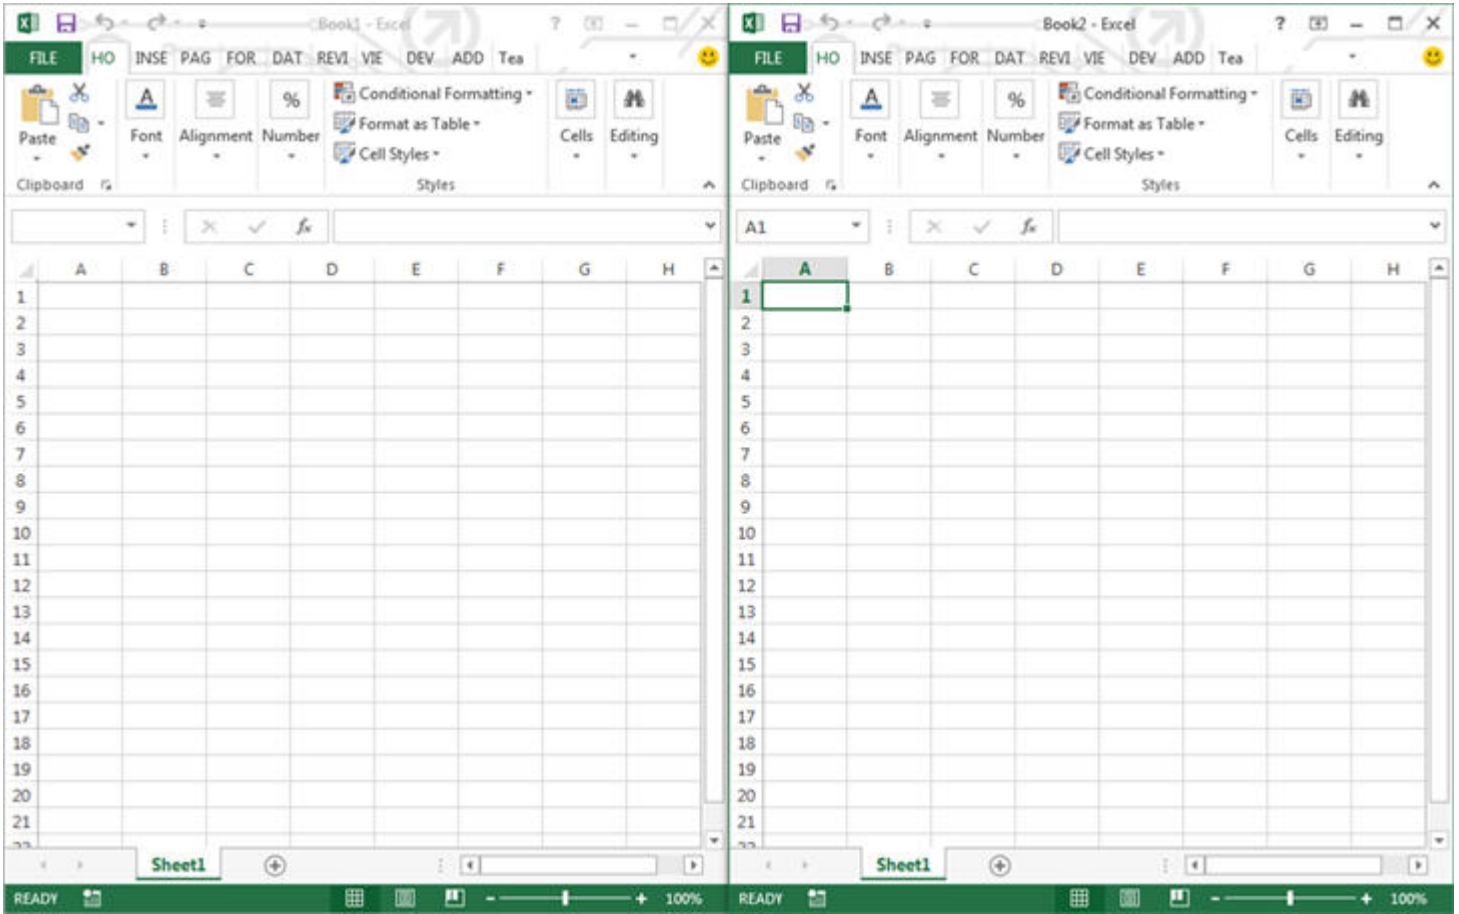 Book1 - Excel ?
FILE HO INSE PAG FOR DAT REVI VIE DEV ADD Tea
Paste
Font
Alignment
Number
%
Conditional Formatting
Format as Table
Cell Styles
Cells
Editing
Clipboard
Styles
fx
A B C D E F G H
1
2
3
4
5
6
7
8
9
10
11
12
13
14
15
16
17
18
19
20
21
22
Sheet1
READY
100%
Book2 - Excel ?
FILE HO INSE PAG FOR DAT REVI VIE DEV ADD Tea
Paste
Font
Alignment
Number
%
Conditional Formatting
Format as Table
Cell Styles
Cells
Editing
Clipboard
Styles
A1
fx
A B C D E F G H
1
2
3
4
5
6
7
8
9
10
11
12
13
14
15
16
17
18
19
20
21
22
Sheet1
READY
100%